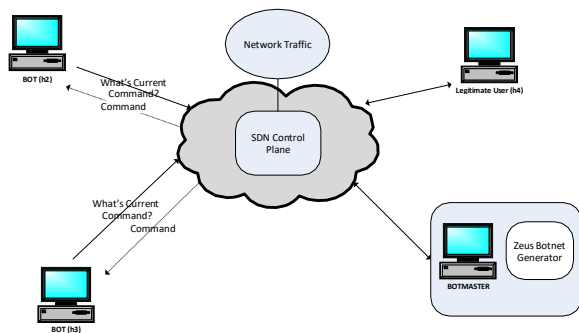 Network Traffic
BOT (h2)
What's Current
Command?
Command
Legitimate User (h4)
SDN Control
Plane
What's Current
Command?
Command
Zeus Botnet
Generator
BOTMASTER
BOT (h3)